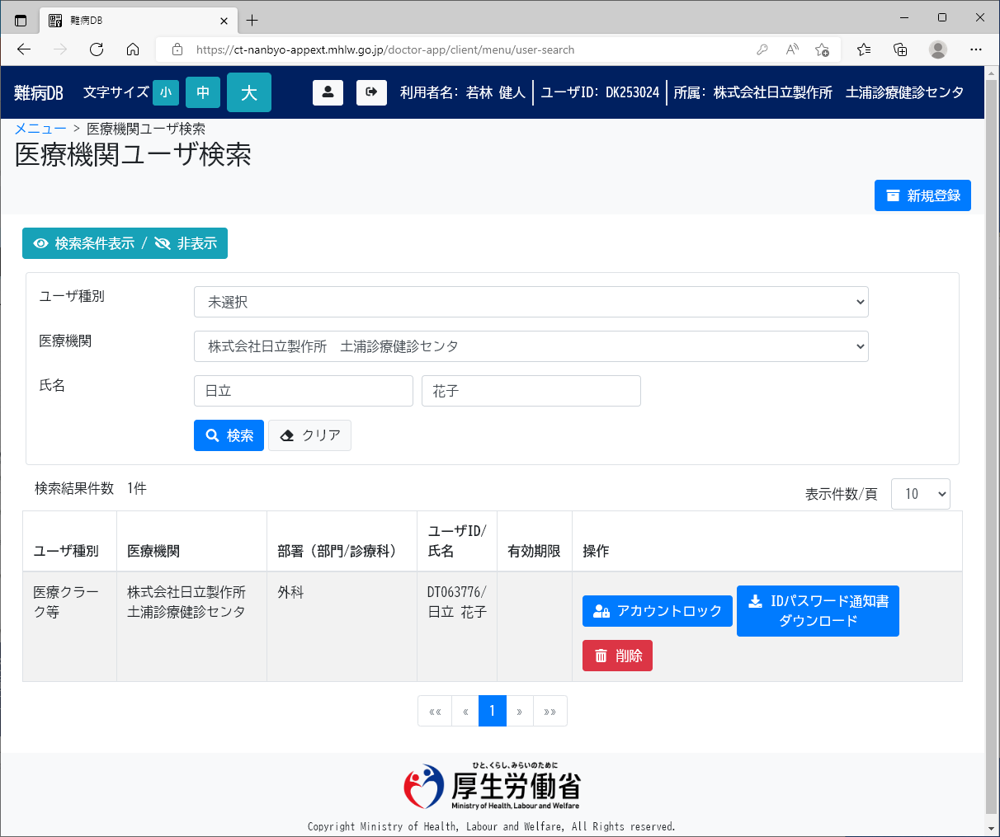 難病DB
https://ct-nanbyo-appext.mhlw.go.jp/doctor-app/client/menu/user-search
難病DB 文字サイズ 小 中 大 利用者名: 若林 健人 ユーザID: DK253024 所属: 株式会社日立製作所 土浦診療健診センタ
メニュー > 医療機関ユーザ検索
医療機関ユーザ検索
新規登録
検索条件表示 / 非表示
ユーザ種別 未選択
医療機関 株式会社日立製作所 土浦診療健診センタ
氏名 日立 花子
検索 クリア
検索結果件数 1件
表示件数/頁 10
ユーザ種別 医療機関 部署（部門/診療科） ユーザID/ 氏名 有効期限 操作
医療クラー 株式会社日立製作所 外科 DT063776/
ク等 土浦診療健診センタ 日立 花子
アカウントロック IDパスワード通知書
ダウンロード
削除
«« « 1 » »»
ひと、くらし、みらいのために
厚生労働省
Ministry of Health, Labour and Welfare
Copyright Ministry of Health, Labour and Welfare, All Rights reserved.